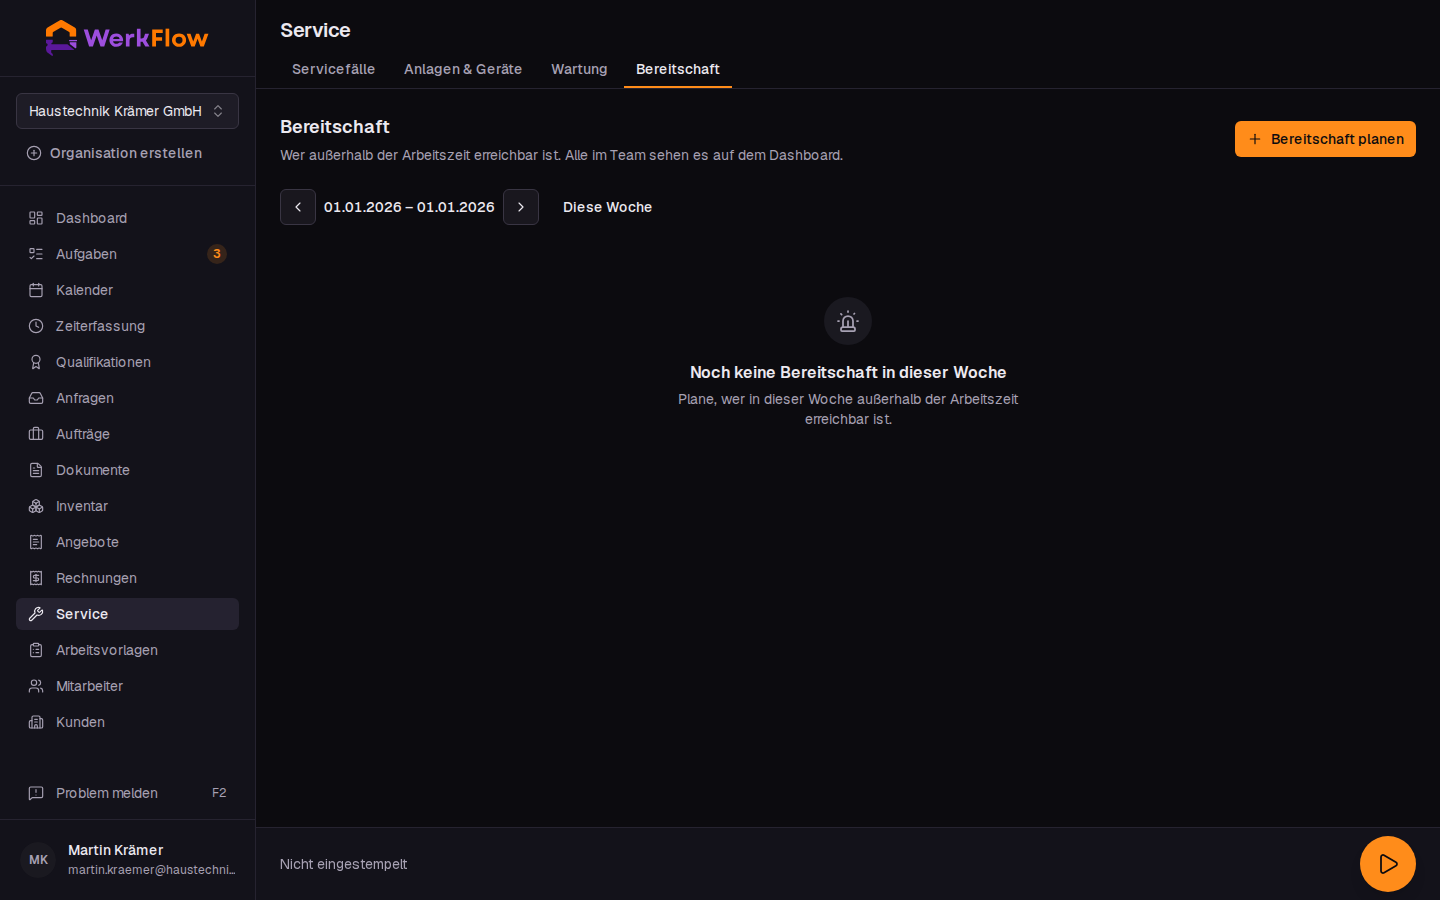 WerkFlow
Haustechnik Krämer GmbH
Organisation erstellen
Dashboard
Aufgaben 3
Kalender
Zeiterfassung
Qualifikationen
Anfragen
Aufträge
Dokumente
Inventar
Angebote
Rechnungen
Service
Arbeitsvorlagen
Mitarbeiter
Kunden
Problem melden F2
MK
Martin Krämer
martin.kraemer@haustechni...
Service
Servicefälle Anlagen & Geräte Wartung Bereitschaft
Bereitschaft
Wer außerhalb der Arbeitszeit erreichbar ist. Alle im Team sehen es auf dem Dashboard.
Bereitschaft planen
01.01.2026 – 01.01.2026 Diese Woche
Noch keine Bereitschaft in dieser Woche
Plane, wer in dieser Woche außerhalb der Arbeitszeit
erreichbar ist.
Nicht eingestempelt